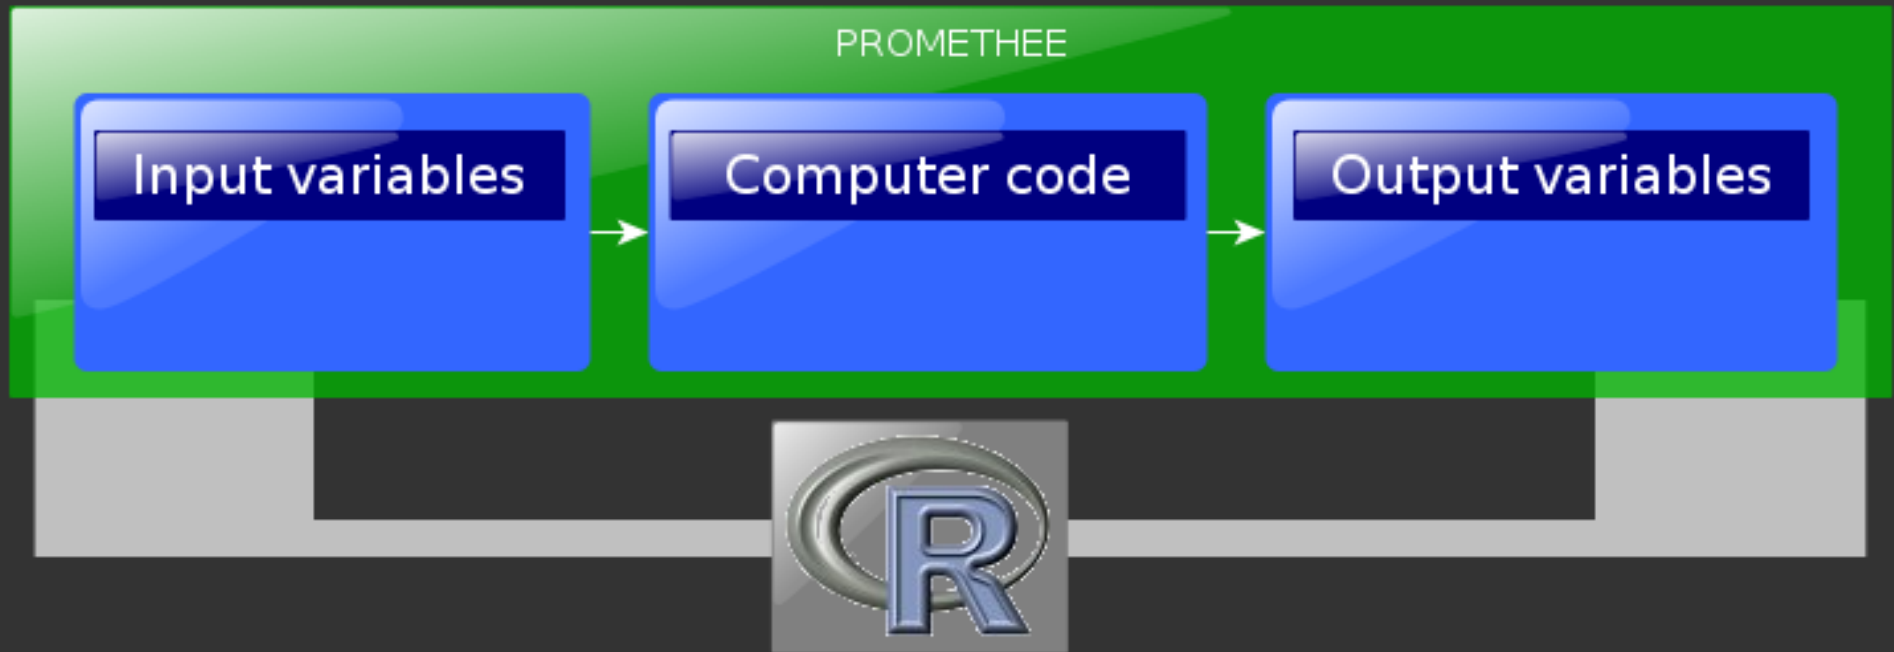 PROMETHEE
Input variables
Computer code
Output variables
R